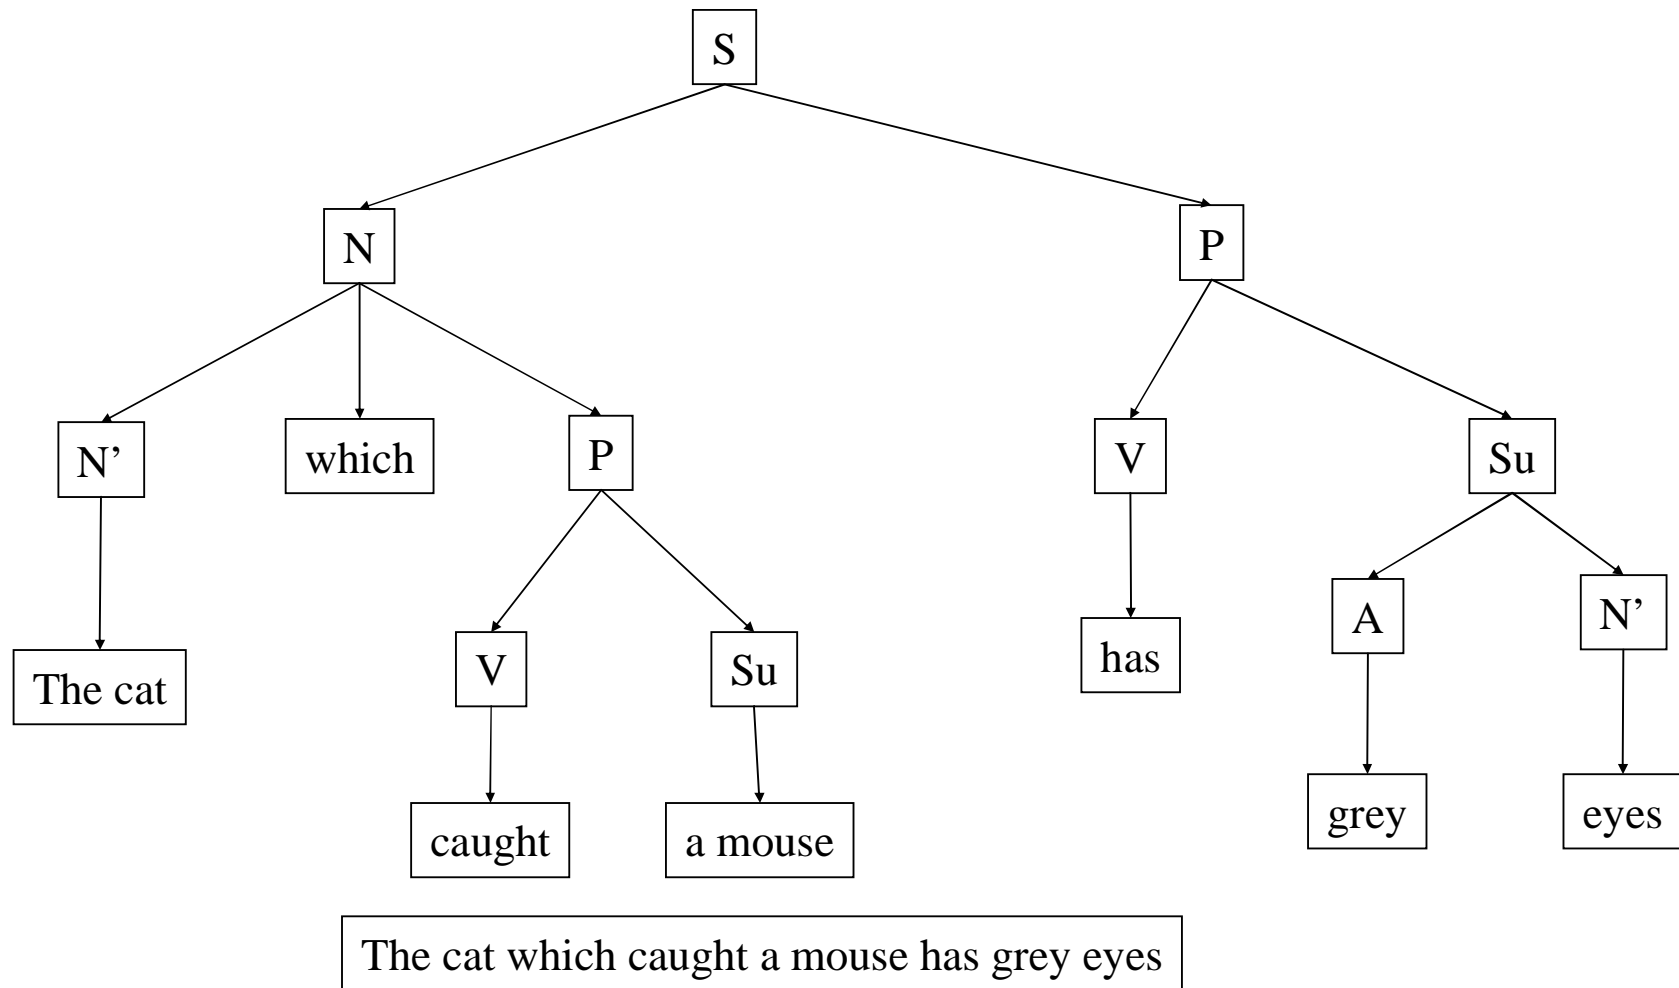 S
N
P
N’
which
P
V
Su
V
Su
has
A
N’
The cat
caught
a mouse
grey
eyes
The cat which caught a mouse has grey eyes